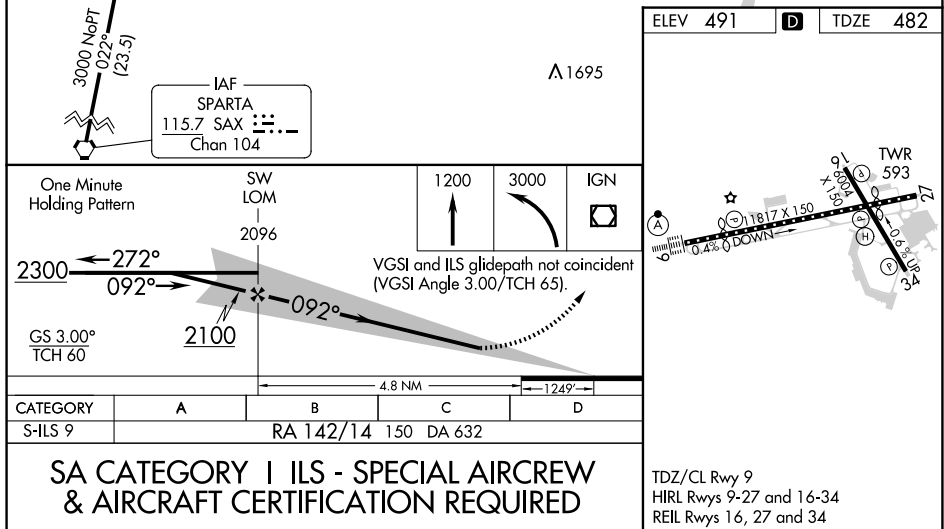 3000 NoPT
022°
(23.5)
IAF
SPARTA
115.7 SAX
Chan 104
1695
One Minute
Holding Pattern
SW
LOM
2096
1200
3000
IGN
VGSI and ILS glidepath not coincident
(VGSI Angle 3.00/TCH 65).
2300
272°
092°
092°
2100
GS 3.00°
TCH 60
4.8 NM
1249'
CATEGORY A B C D
S-ILS 9 RA 142/14 150 DA 632
SA CATEGORY I ILS - SPECIAL AIRCREW
& AIRCRAFT CERTIFICATION REQUIRED
ELEV 491 D TDZE 482
TWR
593
16
6004
X 150
P
27
11817 X 150
P
P
A
9
0.4% DOWN
H
0.6% UP
P
34
TDZ/CL Rwy 9
HIRL Rwys 9-27 and 16-34
REIL Rwys 16, 27 and 34